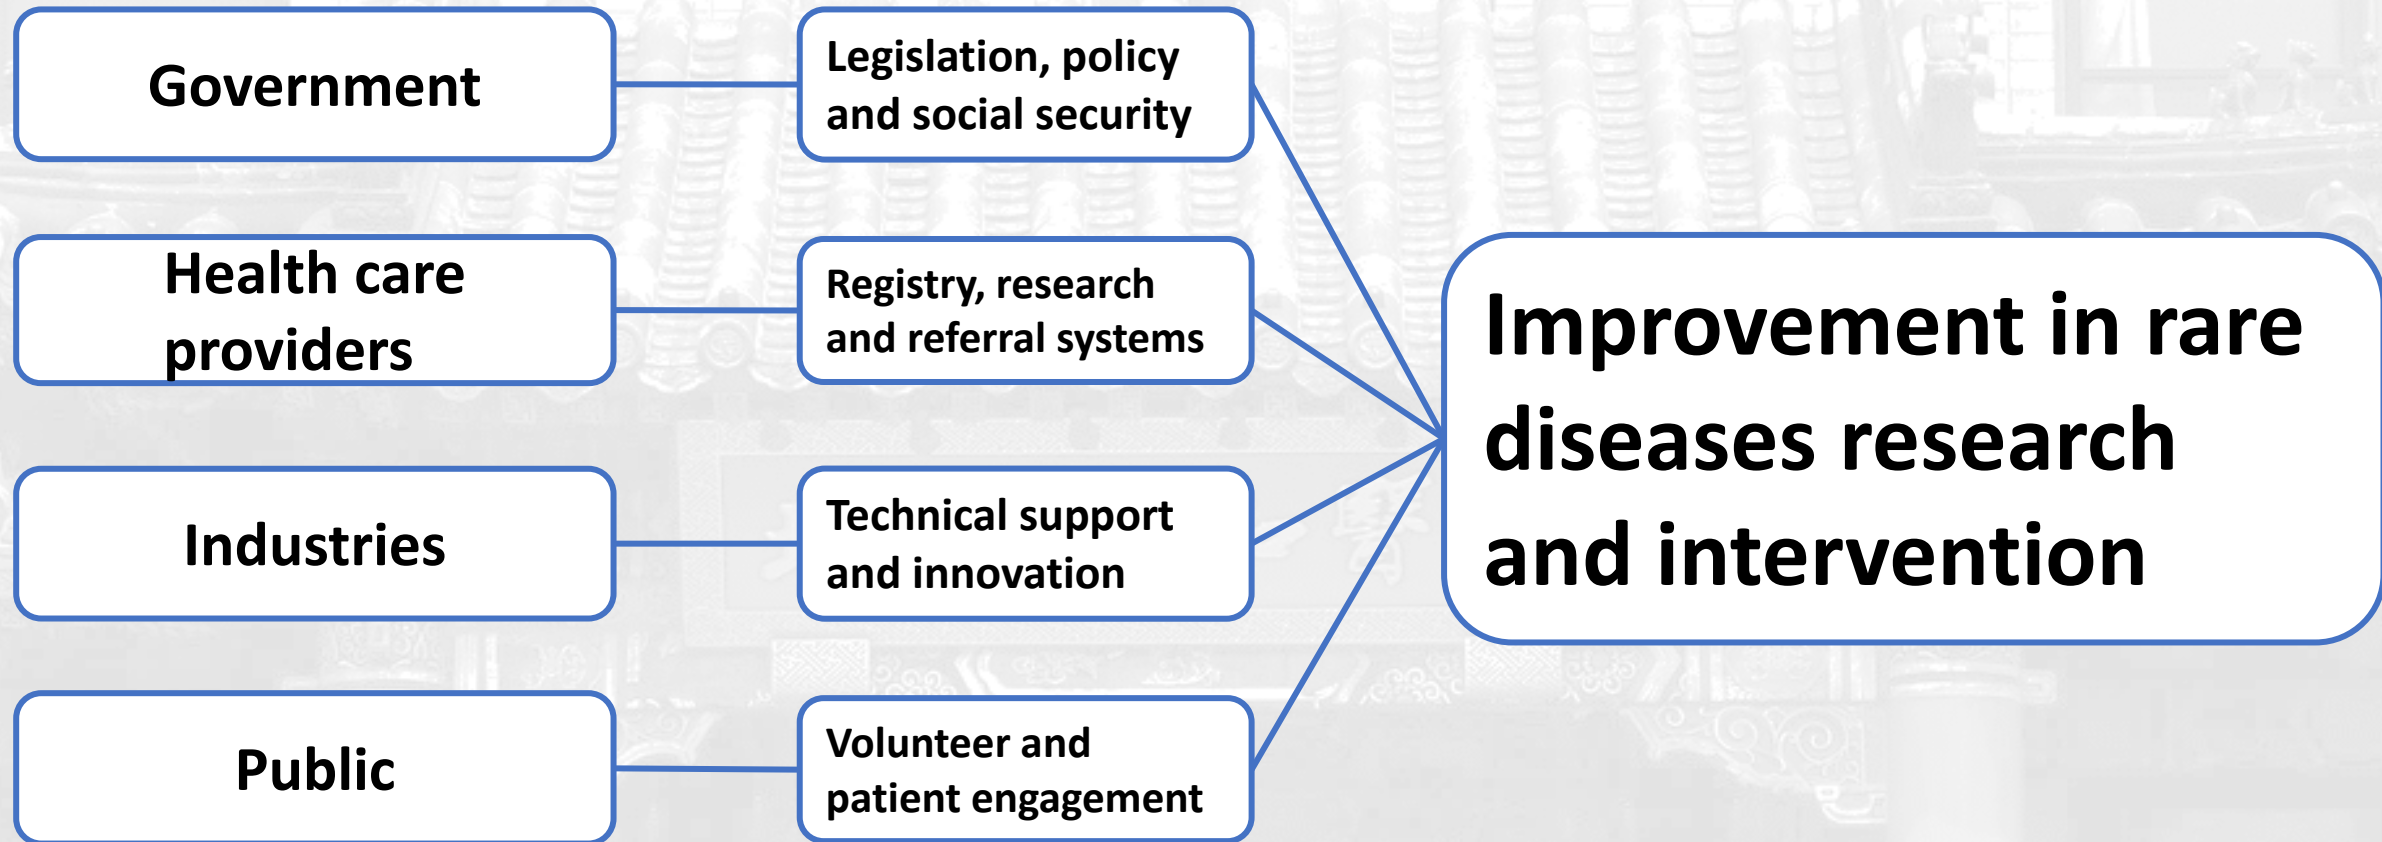 Government
Legislation, policy
and social security
Health care
providers
Registry, research
and referral systems
Industries
Technical support
and innovation
Public
Volunteer and
patient engagement
Improvement in rare
diseases research
and intervention